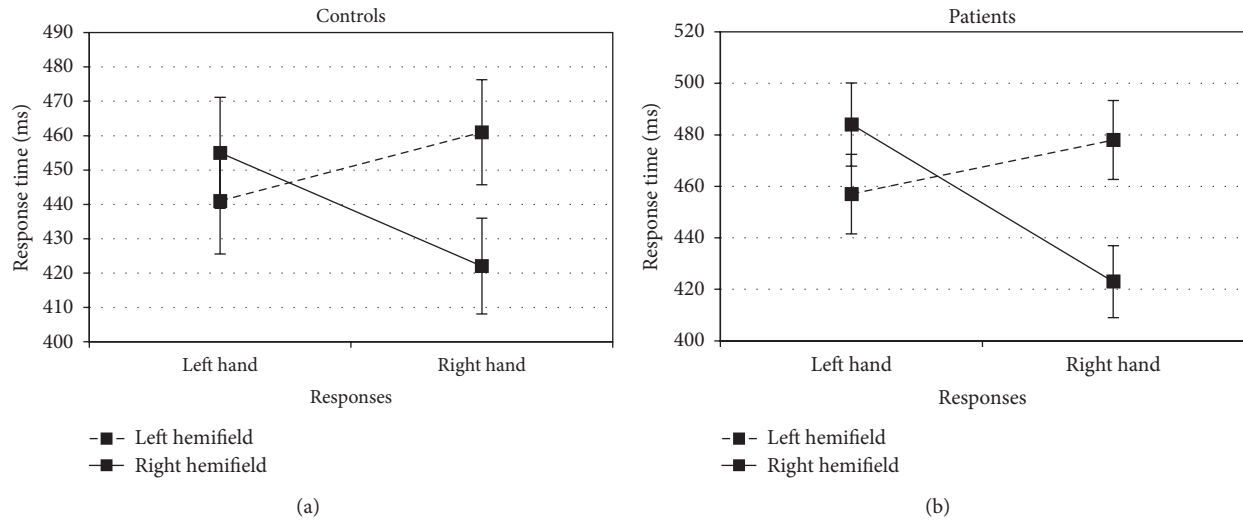 Controls
490
480
470
460
450
440
430
420
410
400
Response time (ms)
Left hand
Right hand
Responses
Left hemifield
Right hemifield
(a)
Patients
520
500
480
460
440
420
400
Response time (ms)
Left hand
Right hand
Responses
Left hemifield
Right hemifield
(b)